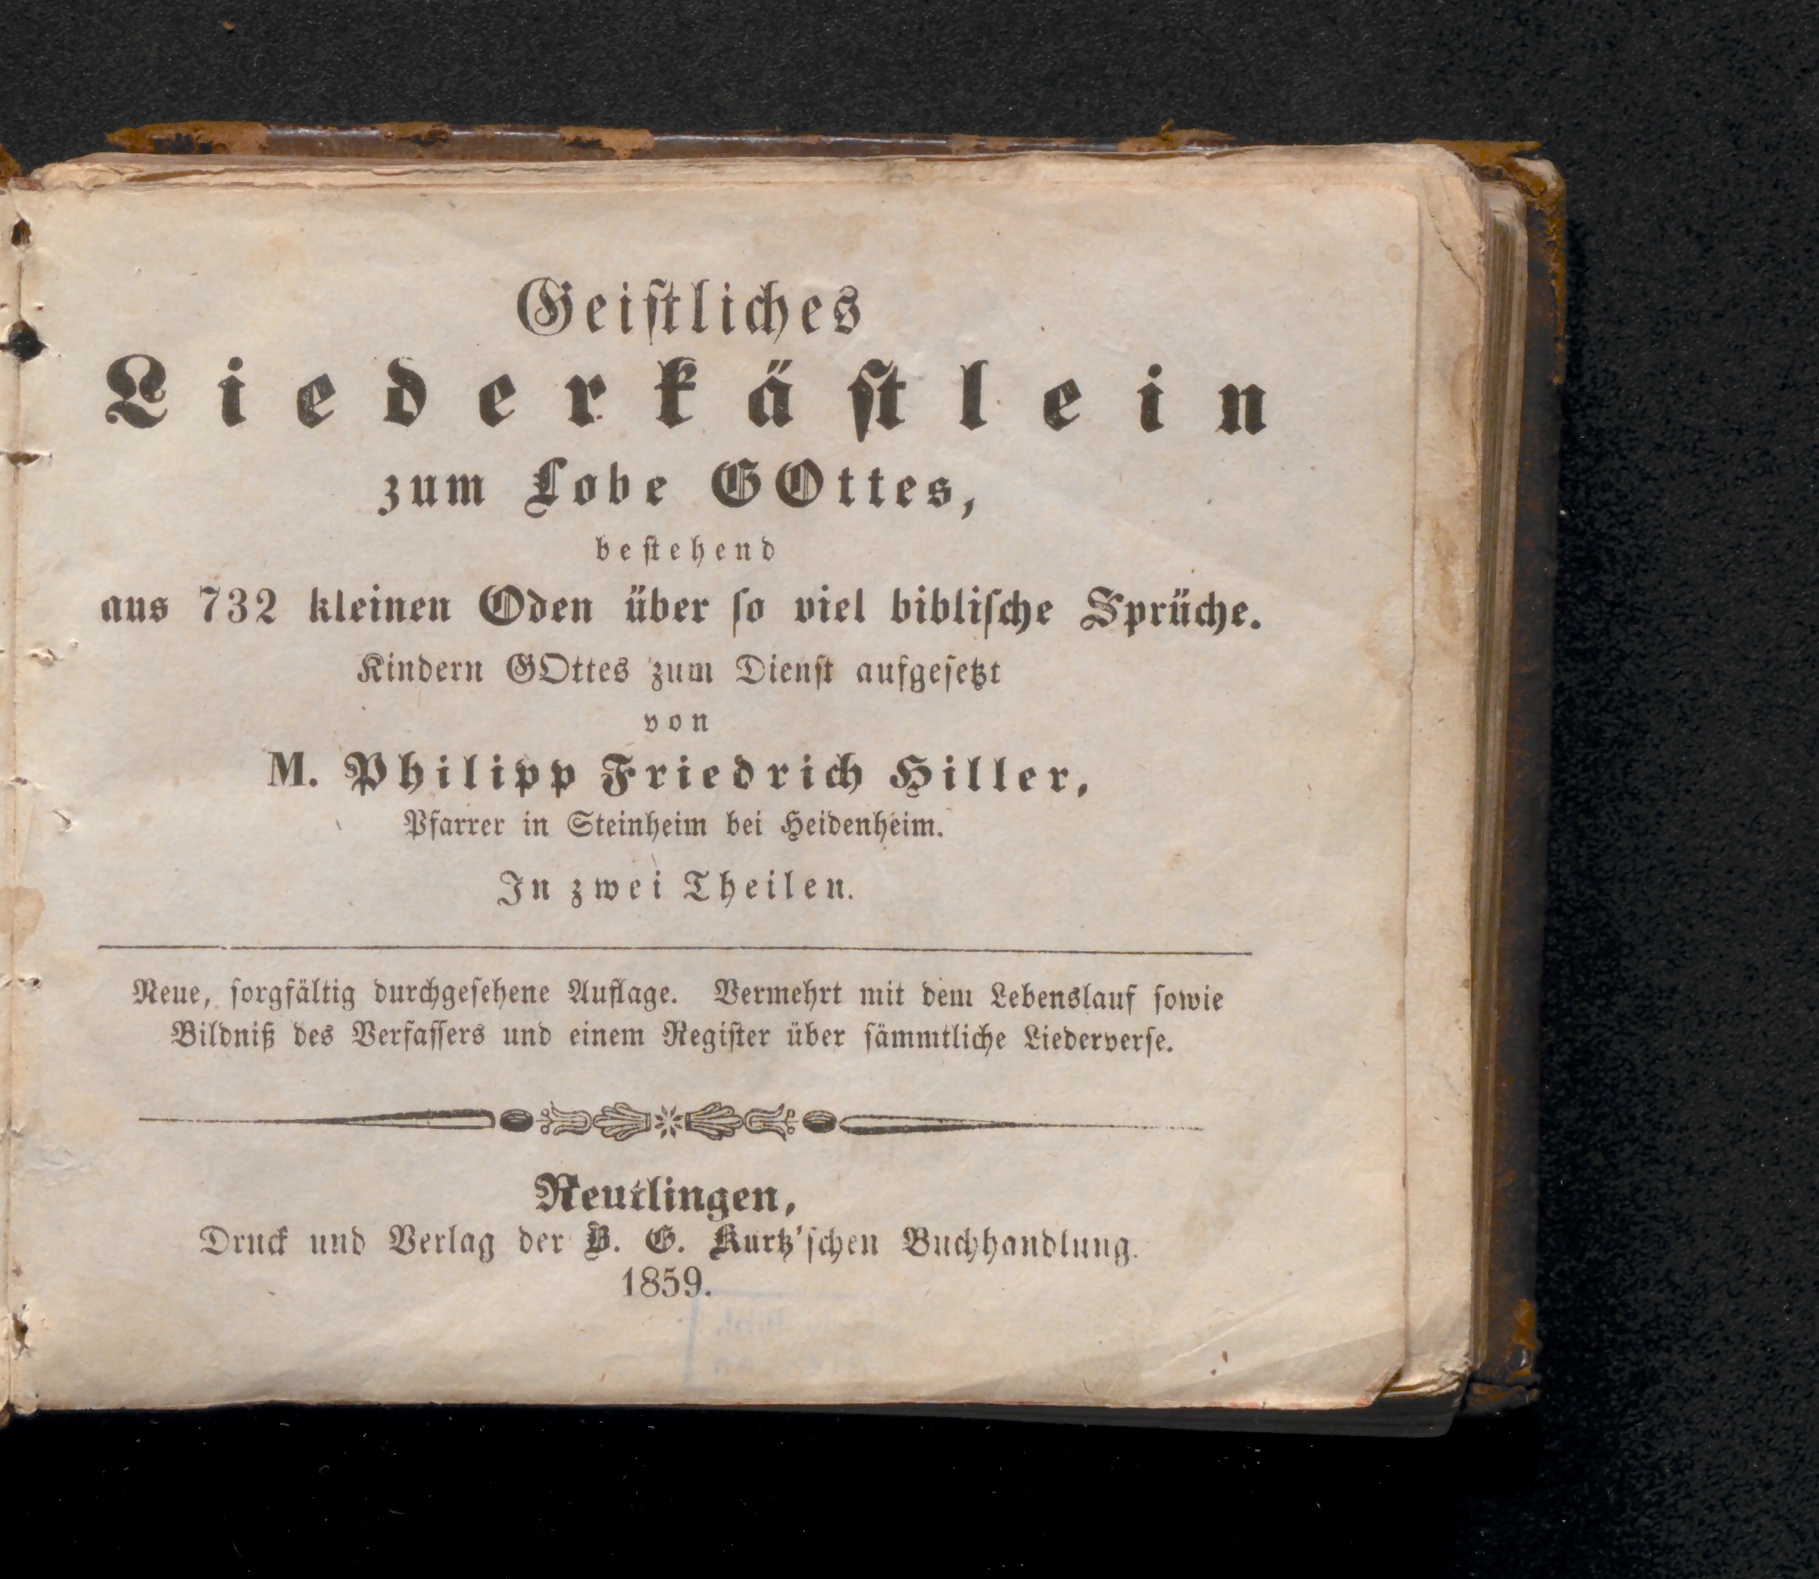 Geiſtliches
Liederkäſtlein
zum Lobe GOttes,
beſtehend
aus 732 kleinen Oden über ſo viel bibliſche Sprüche.
Kindern GOttes zum Dienſt aufgeſetzt
von
M. Philipp Friedrich Hiller,
Pfarrer in Steinheim bei Heidenheim.
In zwei Theilen.
Neue, ſorgfältig durchgeſehene Auflage. Vermehrt mit dem Lebenslauf ſowie
Bildniß des Verfaſſers und einem Regiſter über ſämmtliche Liederverſe.
Reutlingen,
Druck und Verlag der B. G. Kurtz'ſchen Buchhandlung.
1859.